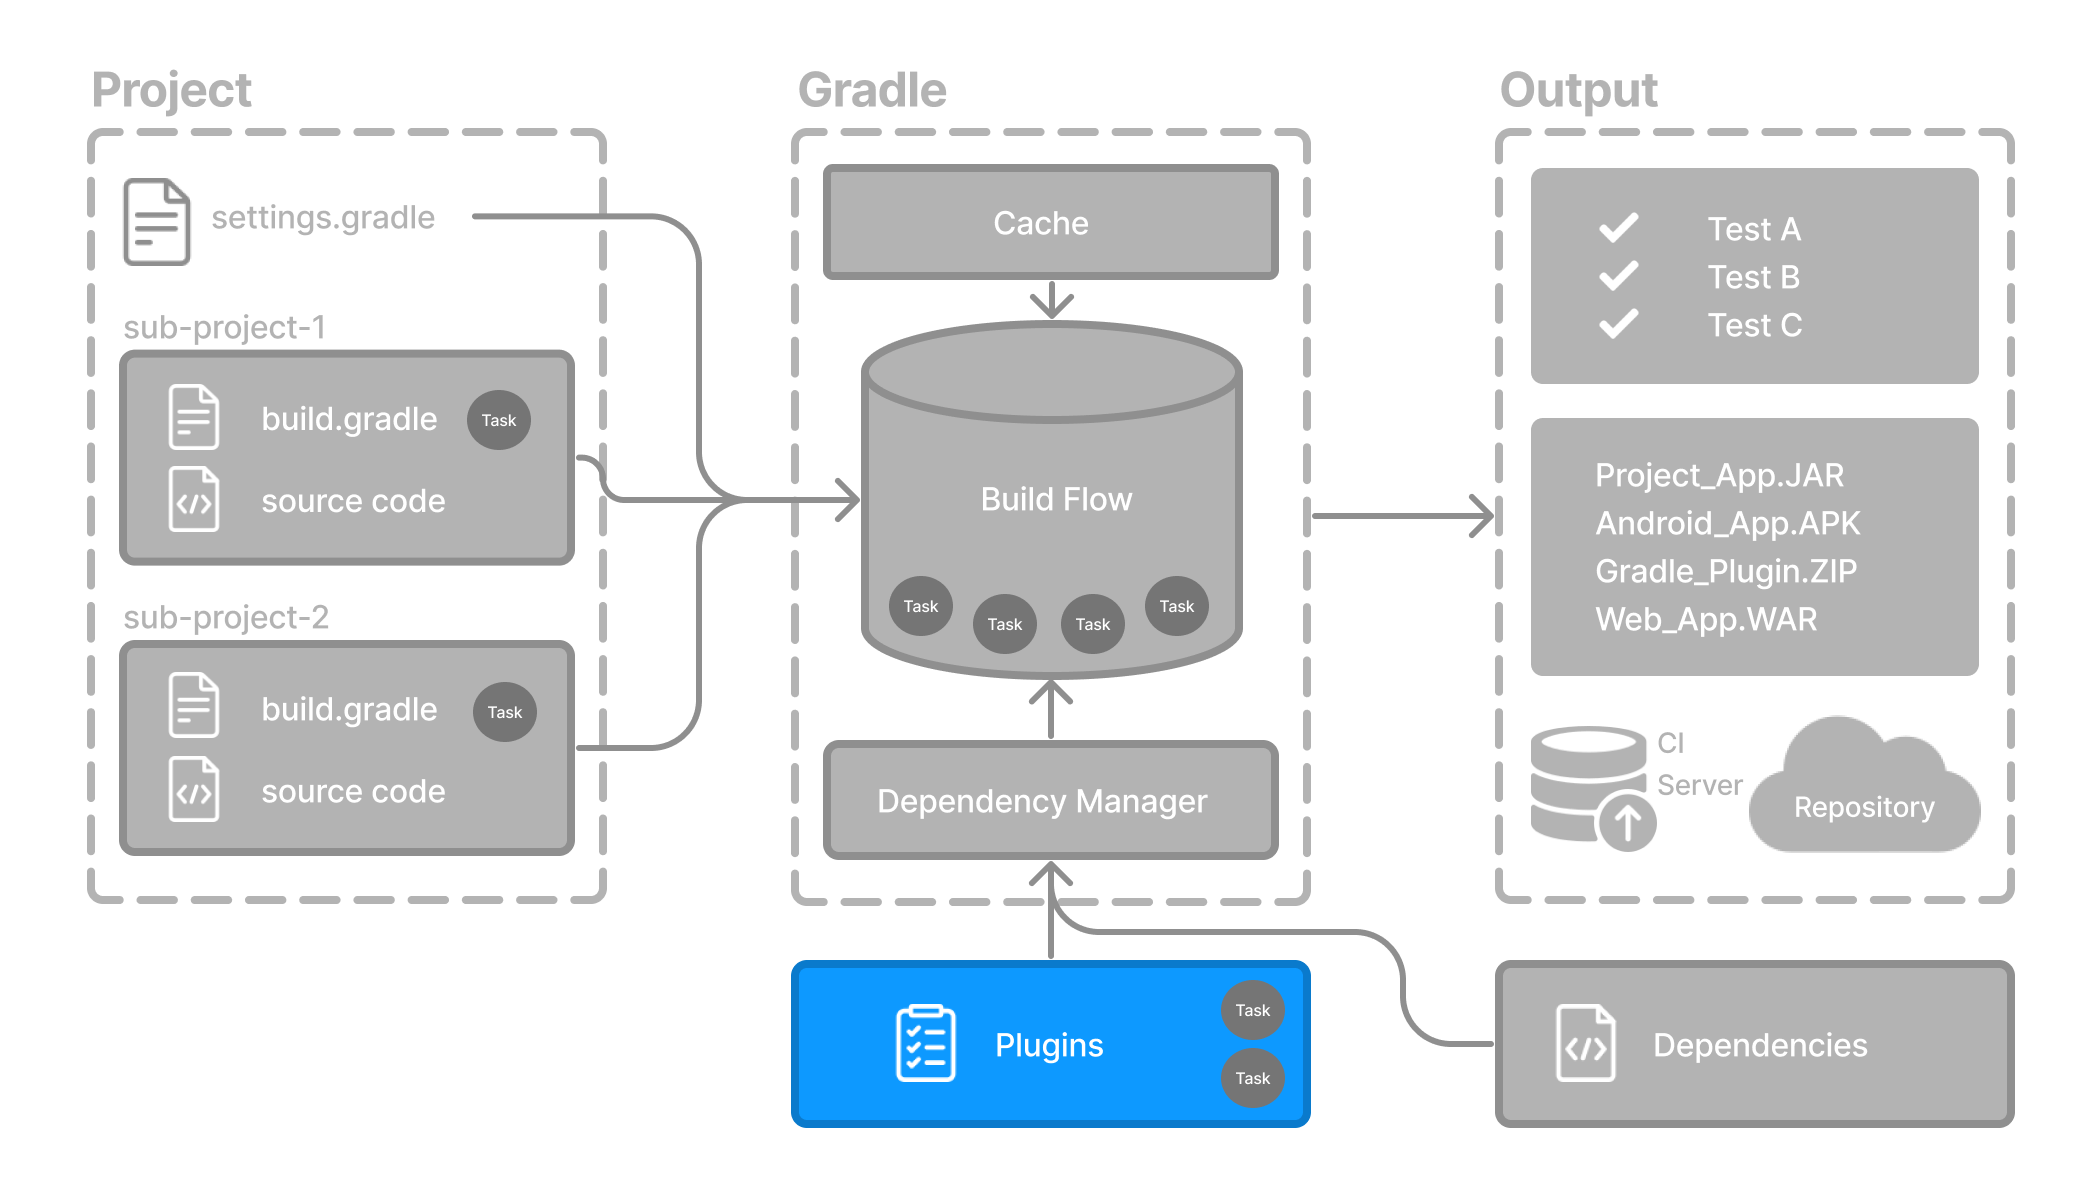 Project
settings.gradle
sub-project-1
build.gradle
Task
source code
sub-project-2
build.gradle
Task
source code
Gradle
Cache
Build Flow
Task
Task
Task
Task
Dependency Manager
Plugins
Task
Task
Output
Test A
Test B
Test C
Project_App.JAR
Android_App.APK
Gradle_Plugin.ZIP
Web_App.WAR
CI
Server
Repository
Dependencies